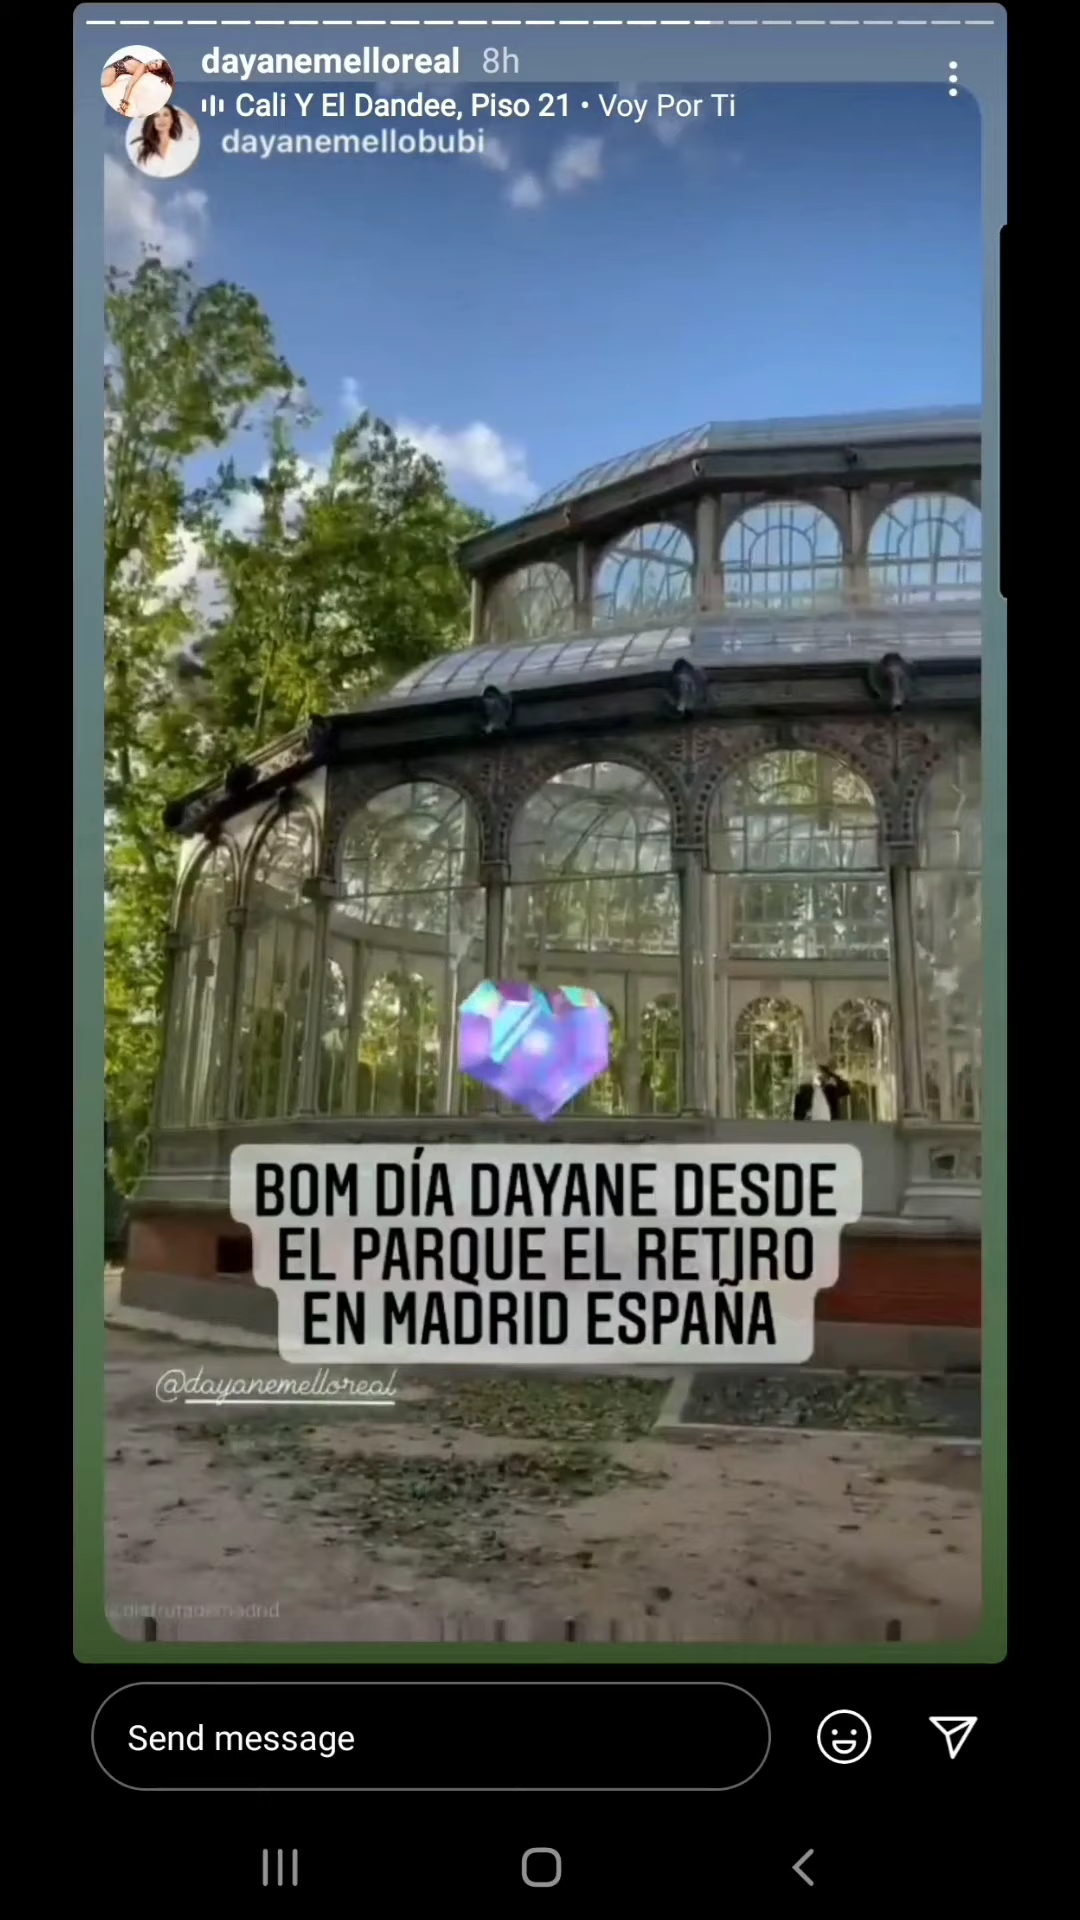 dayanemelloreal 8h
Cali Y El Dandee, Piso 21 • Voy Por Ti
dayanemellobubi
BOM DÍA DAYANE DESDE
EL PARQUE EL RETIRO
EN MADRID ESPAÑA
@dayanemelloreal
disfrutademadrid
Send message